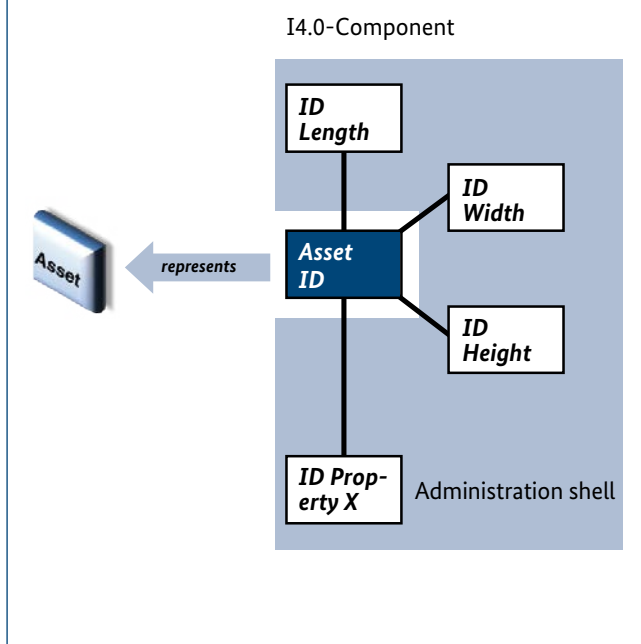 I4.0-Component
ID
Length
ID
Width
Asset
represents
Asset
ID
ID
Height
ID Prop-
erty X
Administration shell